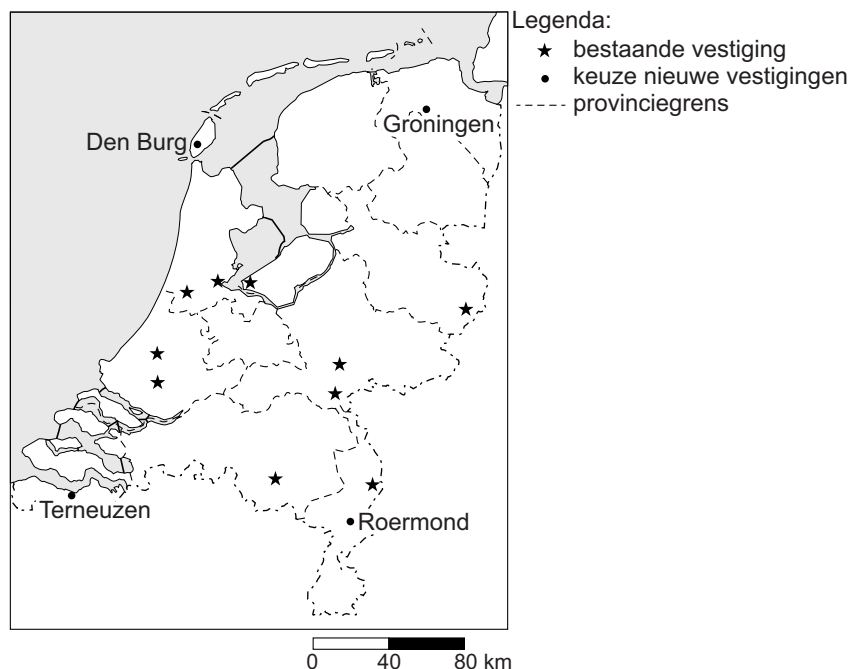 Legenda:
bestaande vestiging
keuze nieuwe vestigingen
provinciegrens
Groningen
Den Burg
Terneuzen
Roermond
0 40 80 km